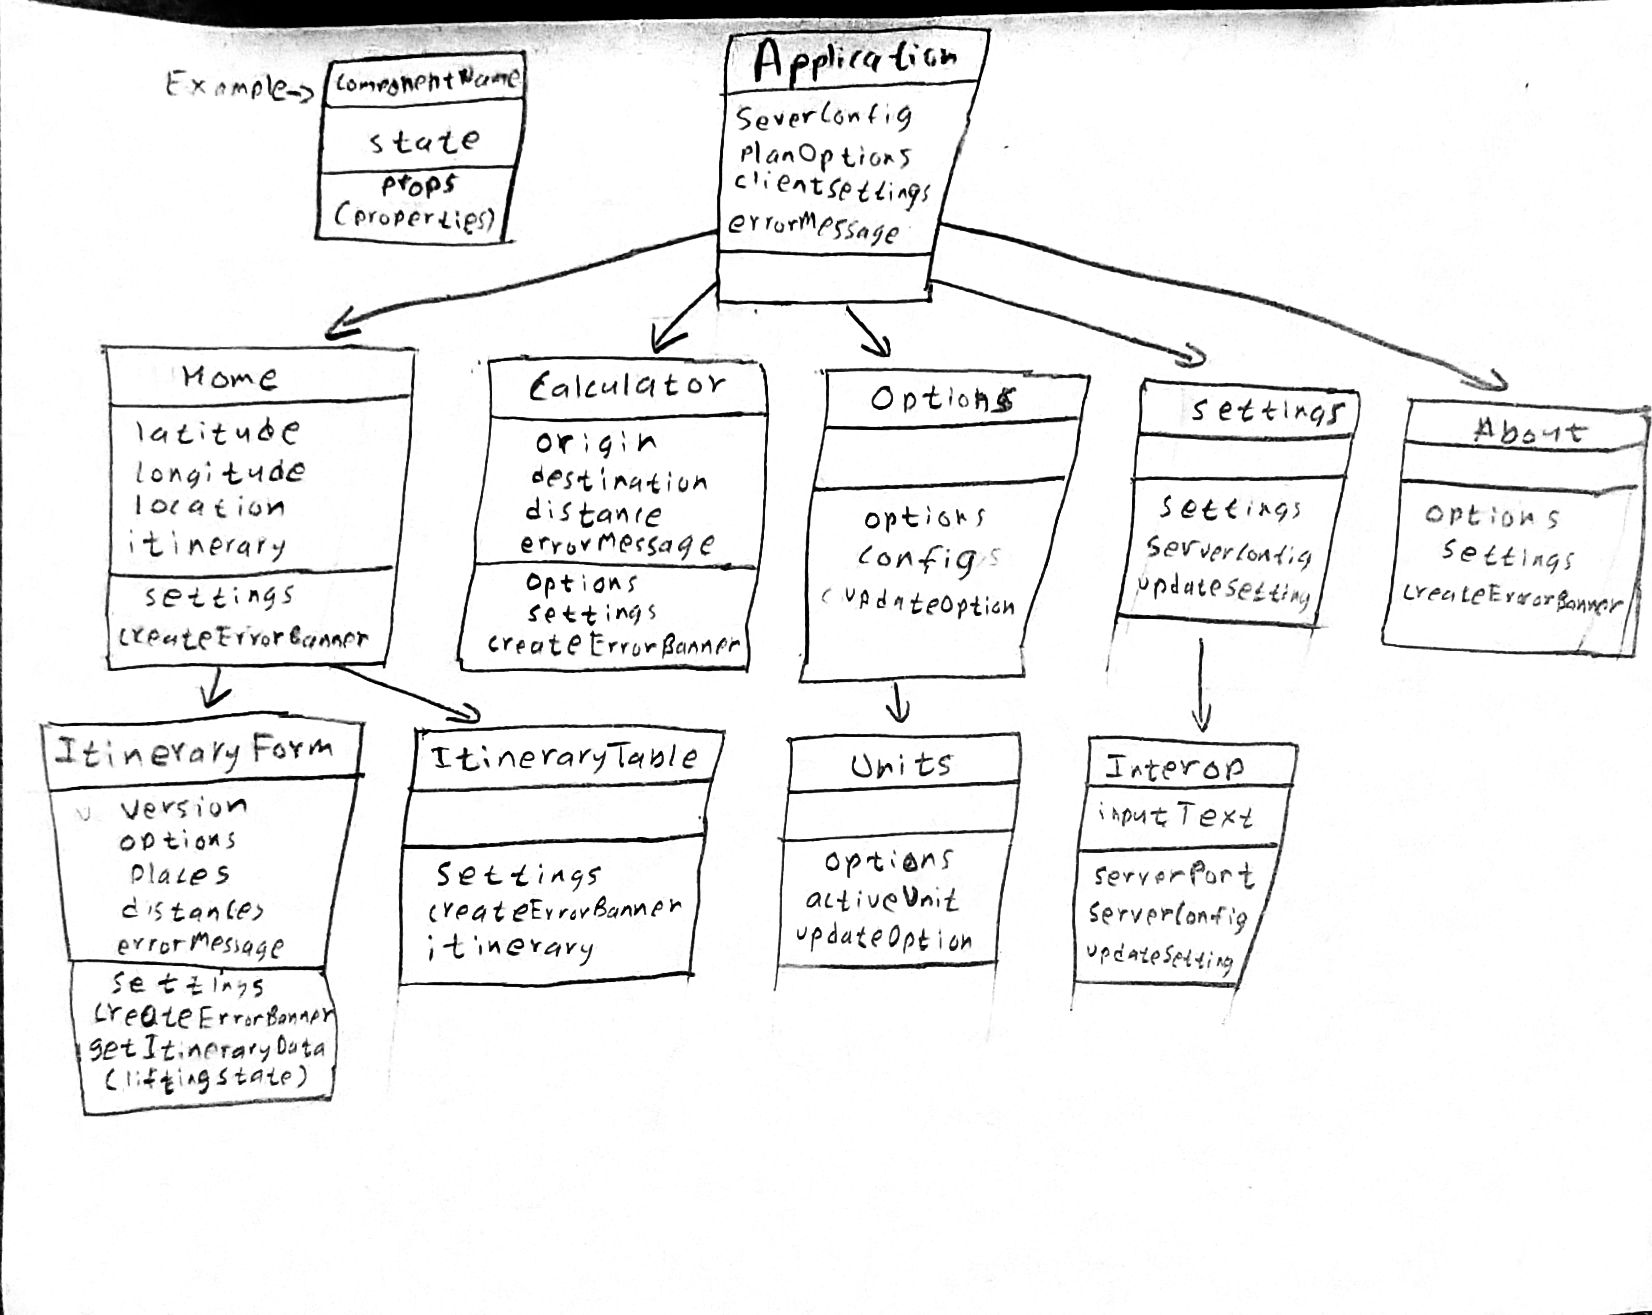 Example
ComponentName
state
props
(properties)
Application
SeverConfig
planOptions
clientSettings
errorMessage
Home
latitude
longitude
location
itinerary
settings
createErrorBanner
Calculator
origin
destination
distance
errorMessage
options
settings
createErrorBanner
Options
options
config
updateOption
settings
settings
serverConfig
updateSetting
About
options
settings
createErrorBanner
ItineraryForm
version
options
places
distances
errorMessage
settings
createErrorBanner
getItineraryData
(liftingState)
ItineraryTable
settings
createErrorBanner
itinerary
Units
options
activeUnit
updateOption
Interop
inputText
serverPort
serverConfig
updateSetting